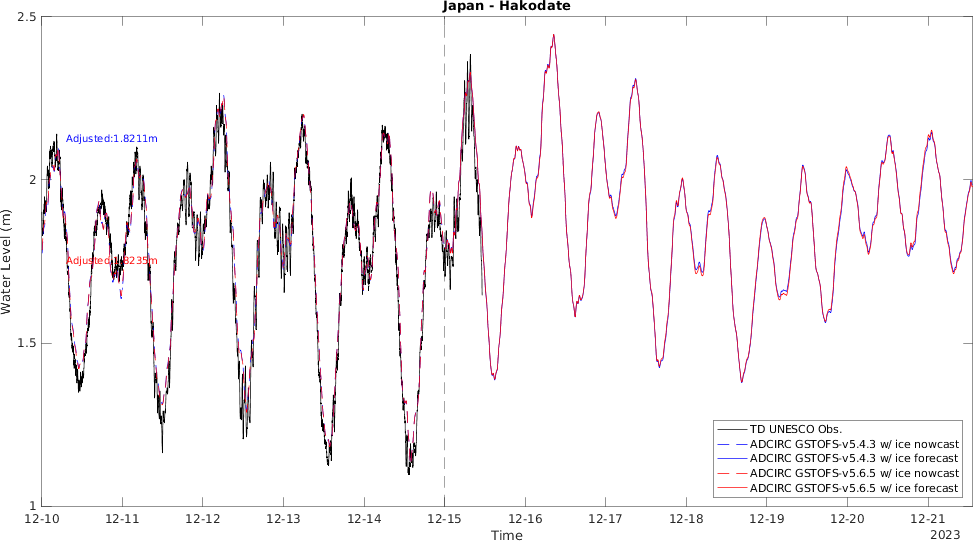 Japan - Hakodate
2.5
2
1.5
1
Water Level (m)
Adjusted:1.8211m
Adjusted:1.8235m
TD UNESCO Obs.
ADCIRC GSTOFS-v5.4.3 w/ ice nowcast
ADCIRC GSTOFS-v5.4.3 w/ ice forecast
ADCIRC GSTOFS-v5.6.5 w/ ice nowcast
ADCIRC GSTOFS-v5.6.5 w/ ice forecast
12-10 12-11 12-12 12-13 12-14 12-15 12-16 12-17 12-18 12-19 12-20 12-21
Time
2023